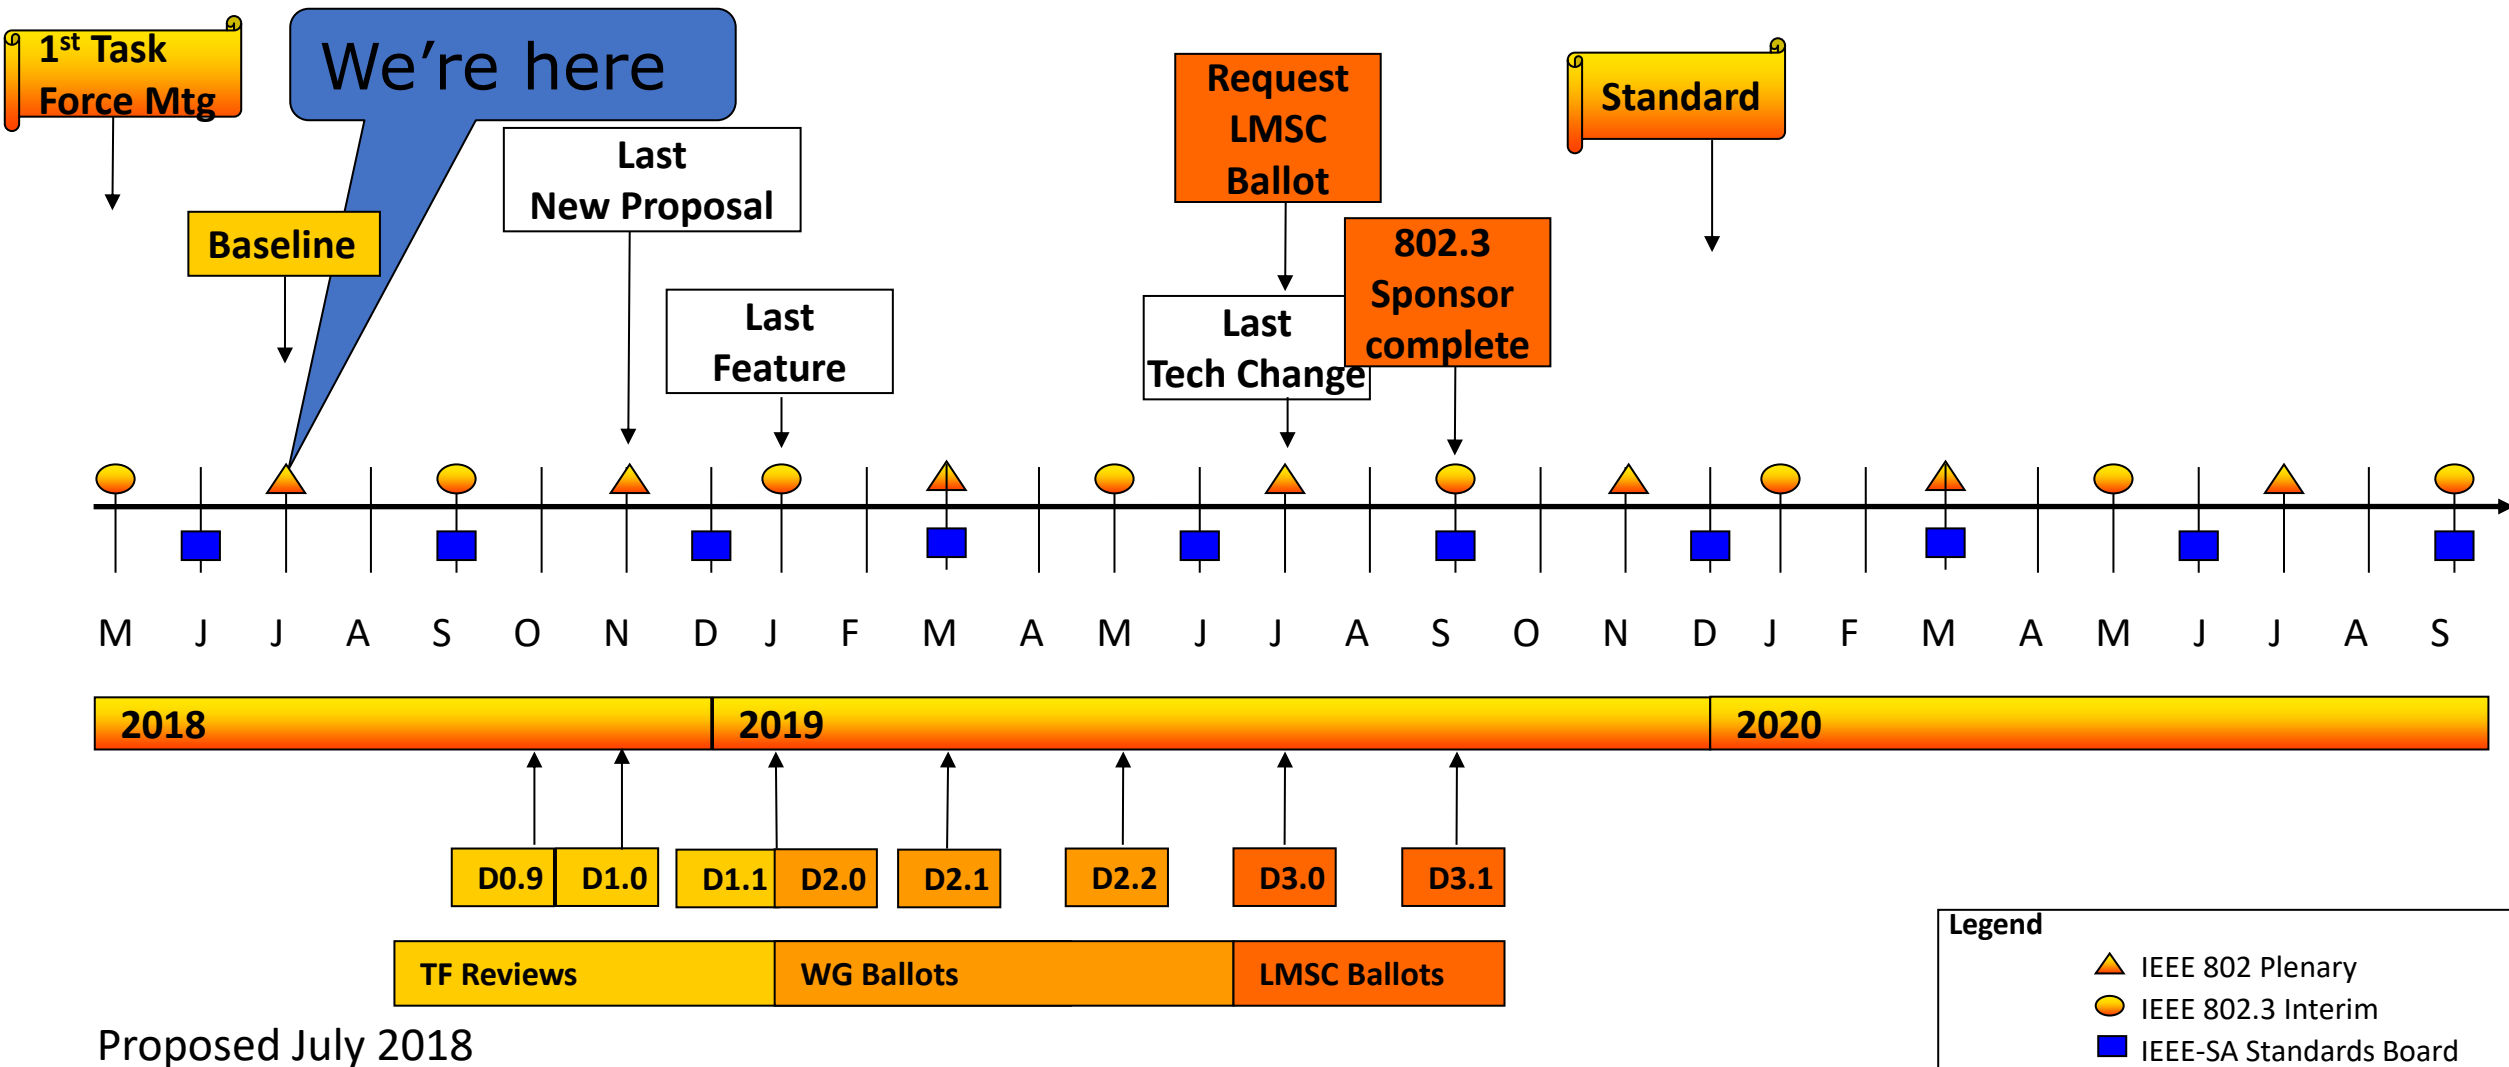 1st Task
Force Mtg
We're here
Request
LMSC
Ballot
Standard
Last
New Proposal
Baseline
802.3
Sponsor
complete
Last
Feature
Last
Tech Change
M J J A S O N D J F M A M J J A S O N D J F M A M J J A S
2018 2019 2020
D0.9 D1.0 D1.1 D2.0 D2.1 D2.2 D3.0 D3.1
TF Reviews WG Ballots LMSC Ballots
Legend
IEEE 802 Plenary
IEEE 802.3 Interim
IEEE-SA Standards Board
Proposed July 2018